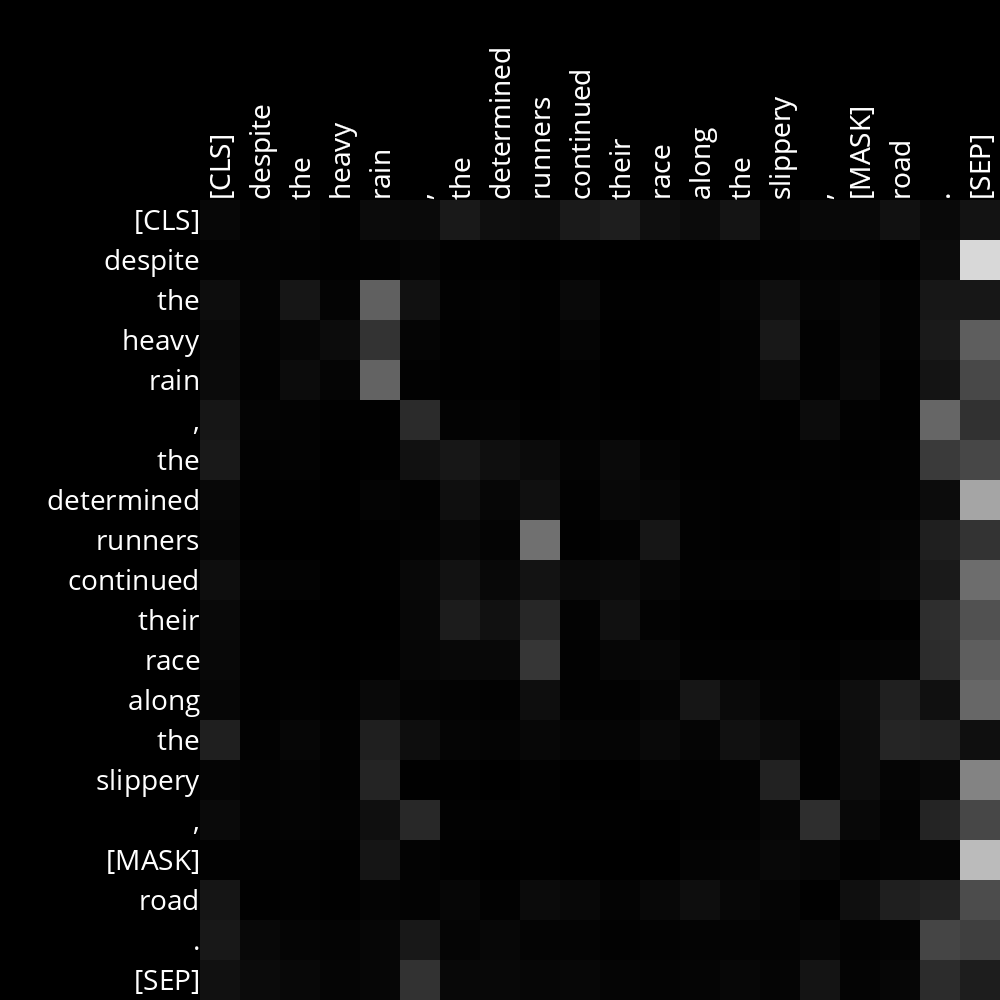 [CLS] despite the heavy rain , the determined runners continued their race along the slippery , [MASK] road . [SEP]
[CLS]
despite
the
heavy
rain
,
the
determined
runners
continued
their
race
along
the
slippery
,
[MASK]
road
.
[SEP]